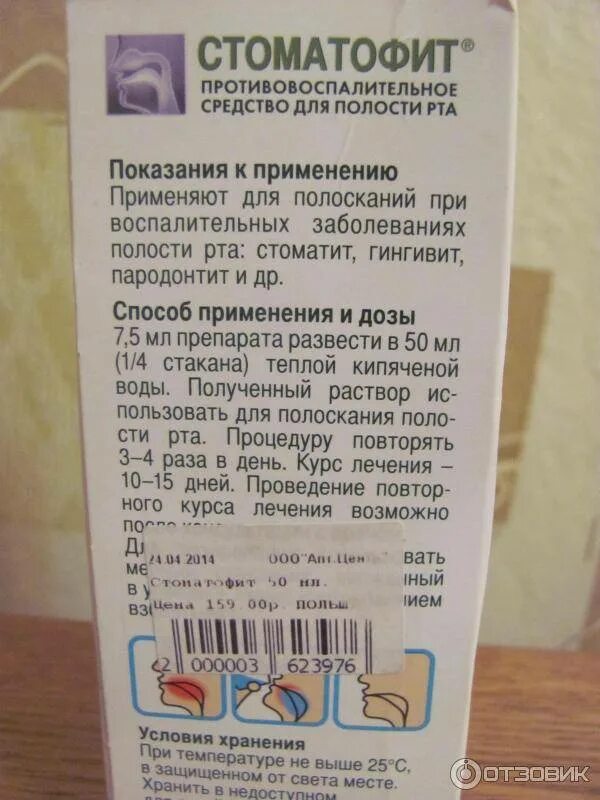 СТОМАТОФИТ®
ПРОТИВОВОСПАЛИТЕЛЬНОЕ
СРЕДСТВО ДЛЯ ПОЛОСТИ РТА
Показания к применению
Применяют для полосканий при
воспалительных заболеваниях
полости рта: стоматит, гингивит,
пародонтит и др.
Способ применения и дозы
7,5 мл препарата развести в 50 мл
(1/4 стакана) теплой кипяченой
воды. Полученный раствор ис-
пользовать для полоскания поло-
сти рта. Процедуру повторять
3–4 раза в день. Курс лечения –
10–15 дней. Проведение повтор-
ного курса лечения возможно
24.04.2014 ООО"Апт.Цен
Стоматофит 50 мл.
Цена 159.00р. ПОЛЬШ
2 000003 623976
Условия хранения
При температуре не выше 25°С,
в защищенном от света месте.
Хранить в недоступном
ОТЗОВИК